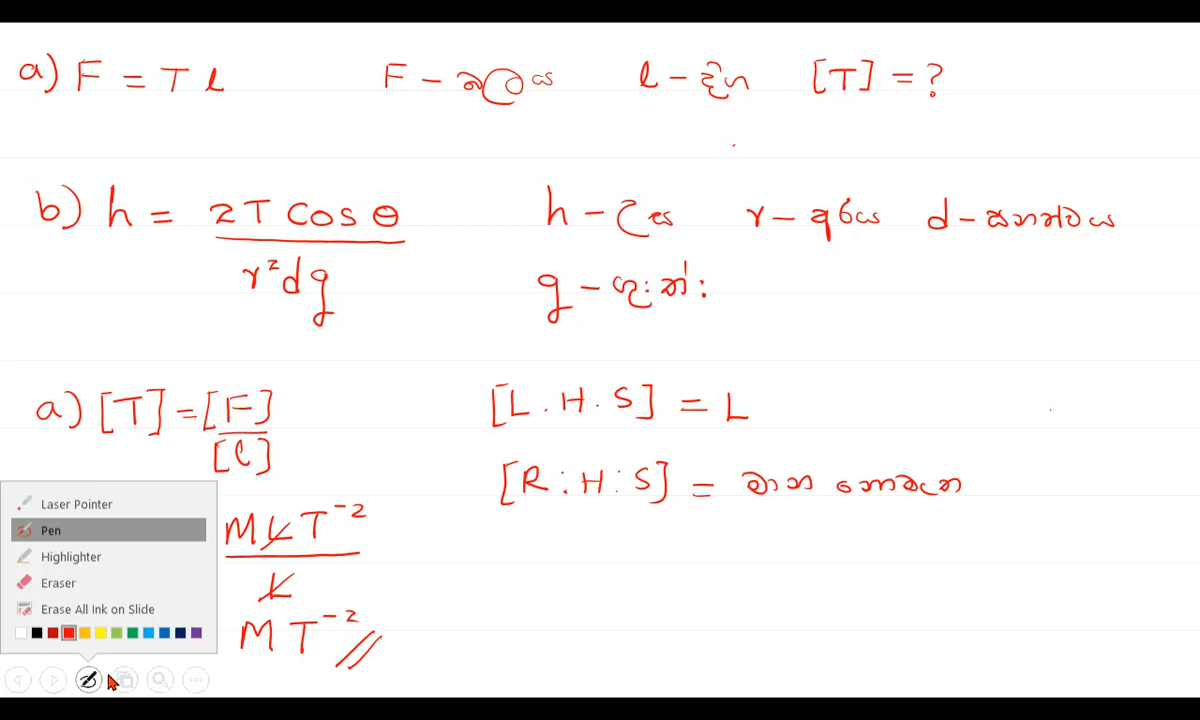 a) F = T l F - බලය l - දිග [T] = ?
b) h = 2T cos θ / r²dg h - උස r - අරය d - ඝනත්වය
g - ගු: ත්:
a) [T] = [F] / [l] [L.H.S] = L
[R:H:S] = මාන සොයන්න
MLT⁻² / L
MT⁻² //
Laser Pointer
Pen
Highlighter
Eraser
Erase All Ink on Slide